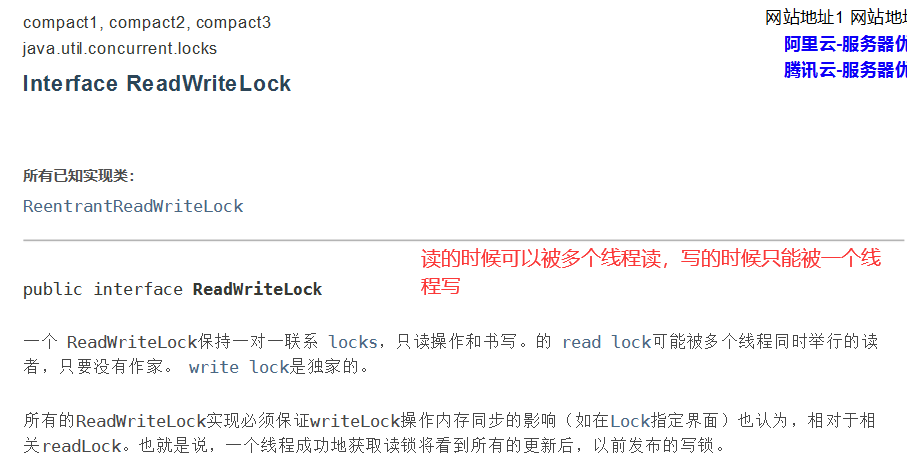 compact1, compact2, compact3
网站地址1 网站地
java.util.concurrent.locks
阿里云-服务器优
Interface ReadWriteLock
腾讯云-服务器优
所有已知实现类:
ReentrantReadWriteLock
读的时候可以被多个线程读，写的时候只能被一个线
程写
public interface ReadWriteLock
一个 ReadWriteLock保持一对一联系 locks，只读操作和书写。的 read lock可能被多个线程同时举行的读
者，只要没有作家。 write lock是独家的。
所有的ReadWriteLock实现必须保证writeLock操作内存同步的影响（如在Lock指定界面）也认为，相对于相
关readLock。也就是说，一个线程成功地获取读锁将看到所有的更新后，以前发布的写锁。